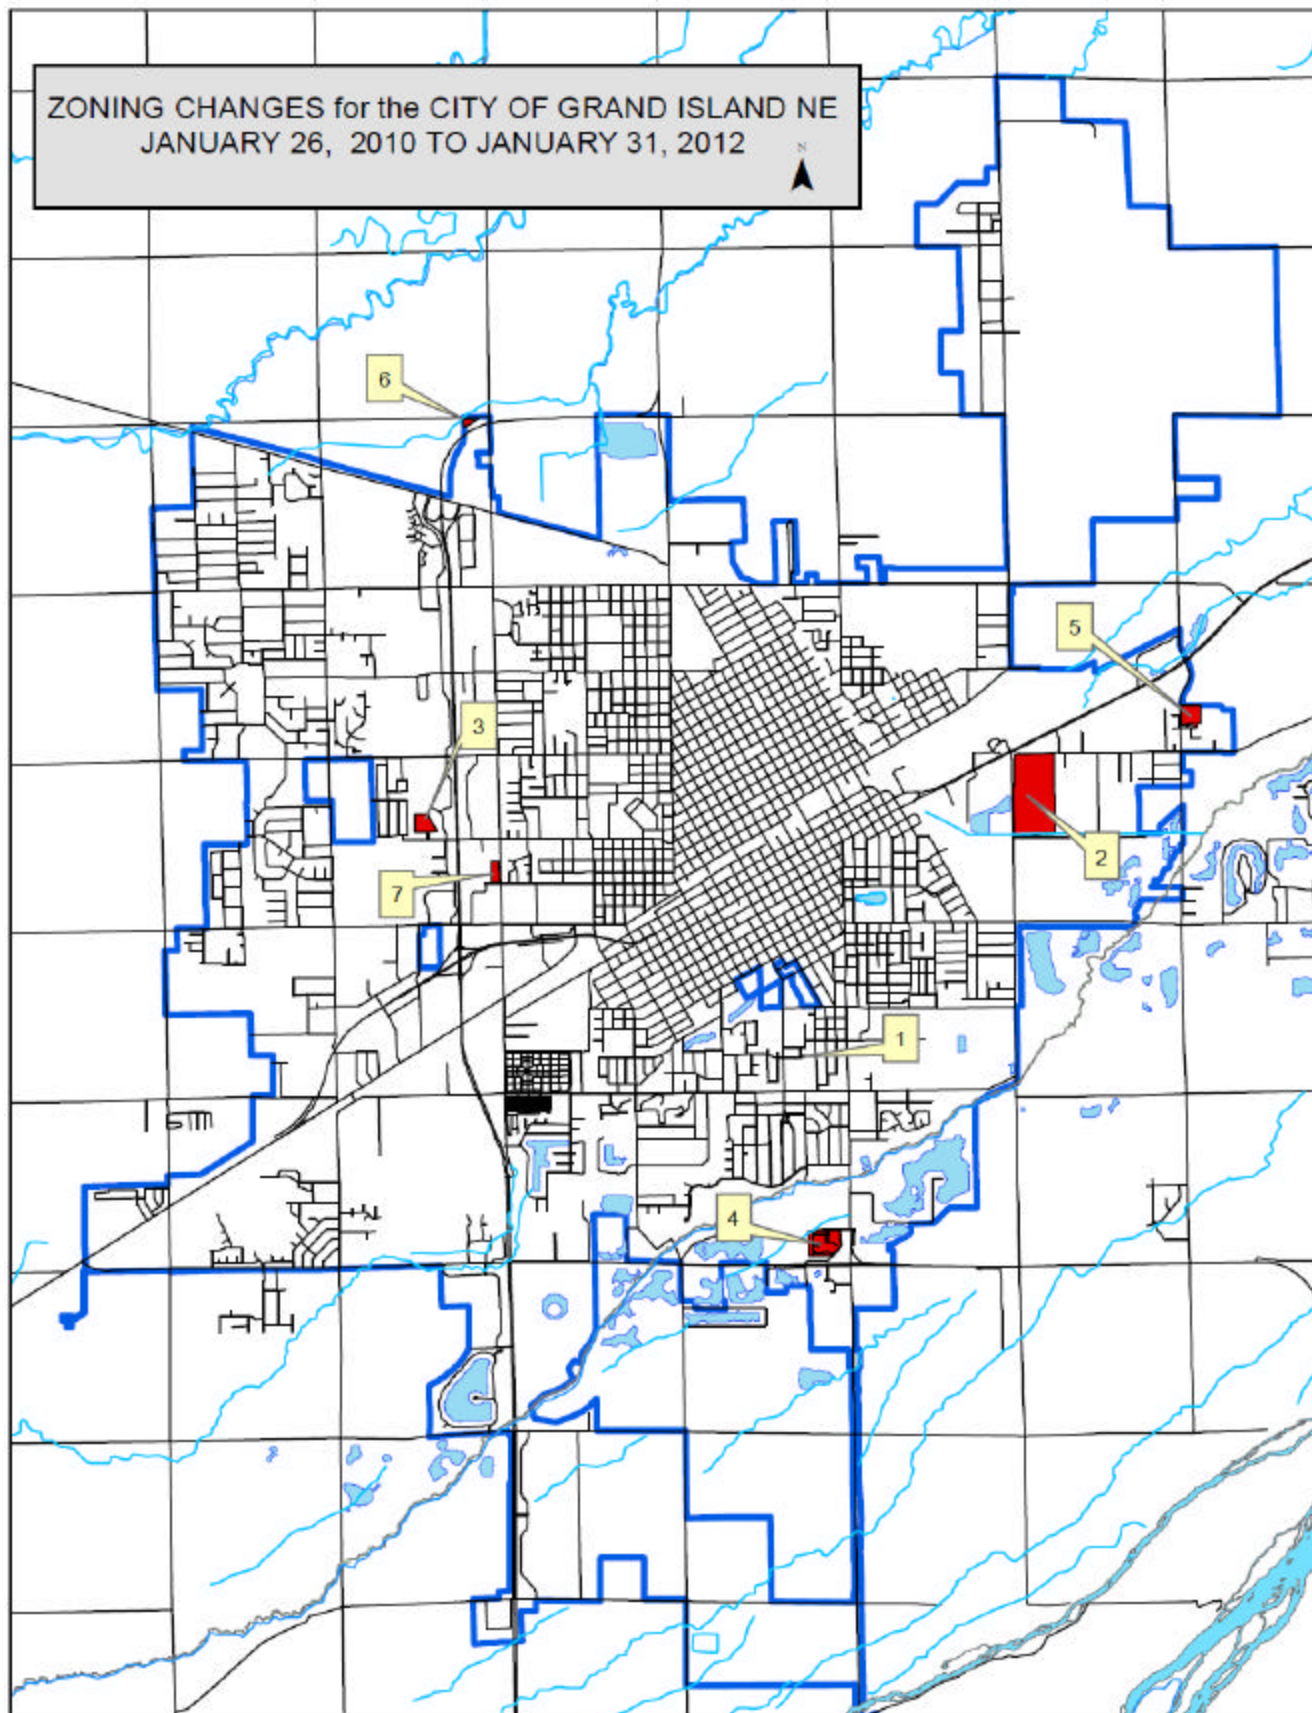 ZONING CHANGES for the CITY OF GRAND ISLAND NE
JANUARY 26, 2010 TO JANUARY 31, 2012
N
6
5
3
2
7
1
4